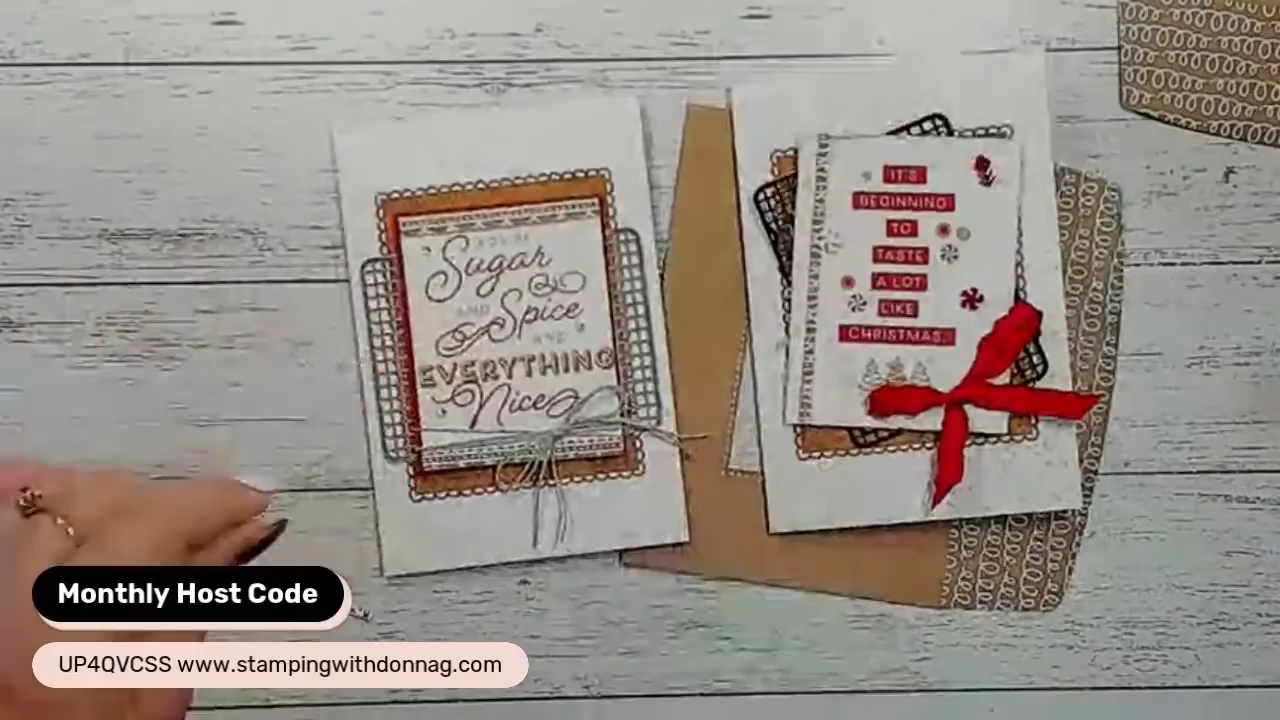 YOU'RE
Sugar
AND Spice
AND
EVERYTHING
Nice
IT'S
BEGINNING
TO
TASTE
A LOT
LIKE
CHRISTMAS...
Monthly Host Code
UP4QVCSS www.stampingwithdonnag.com